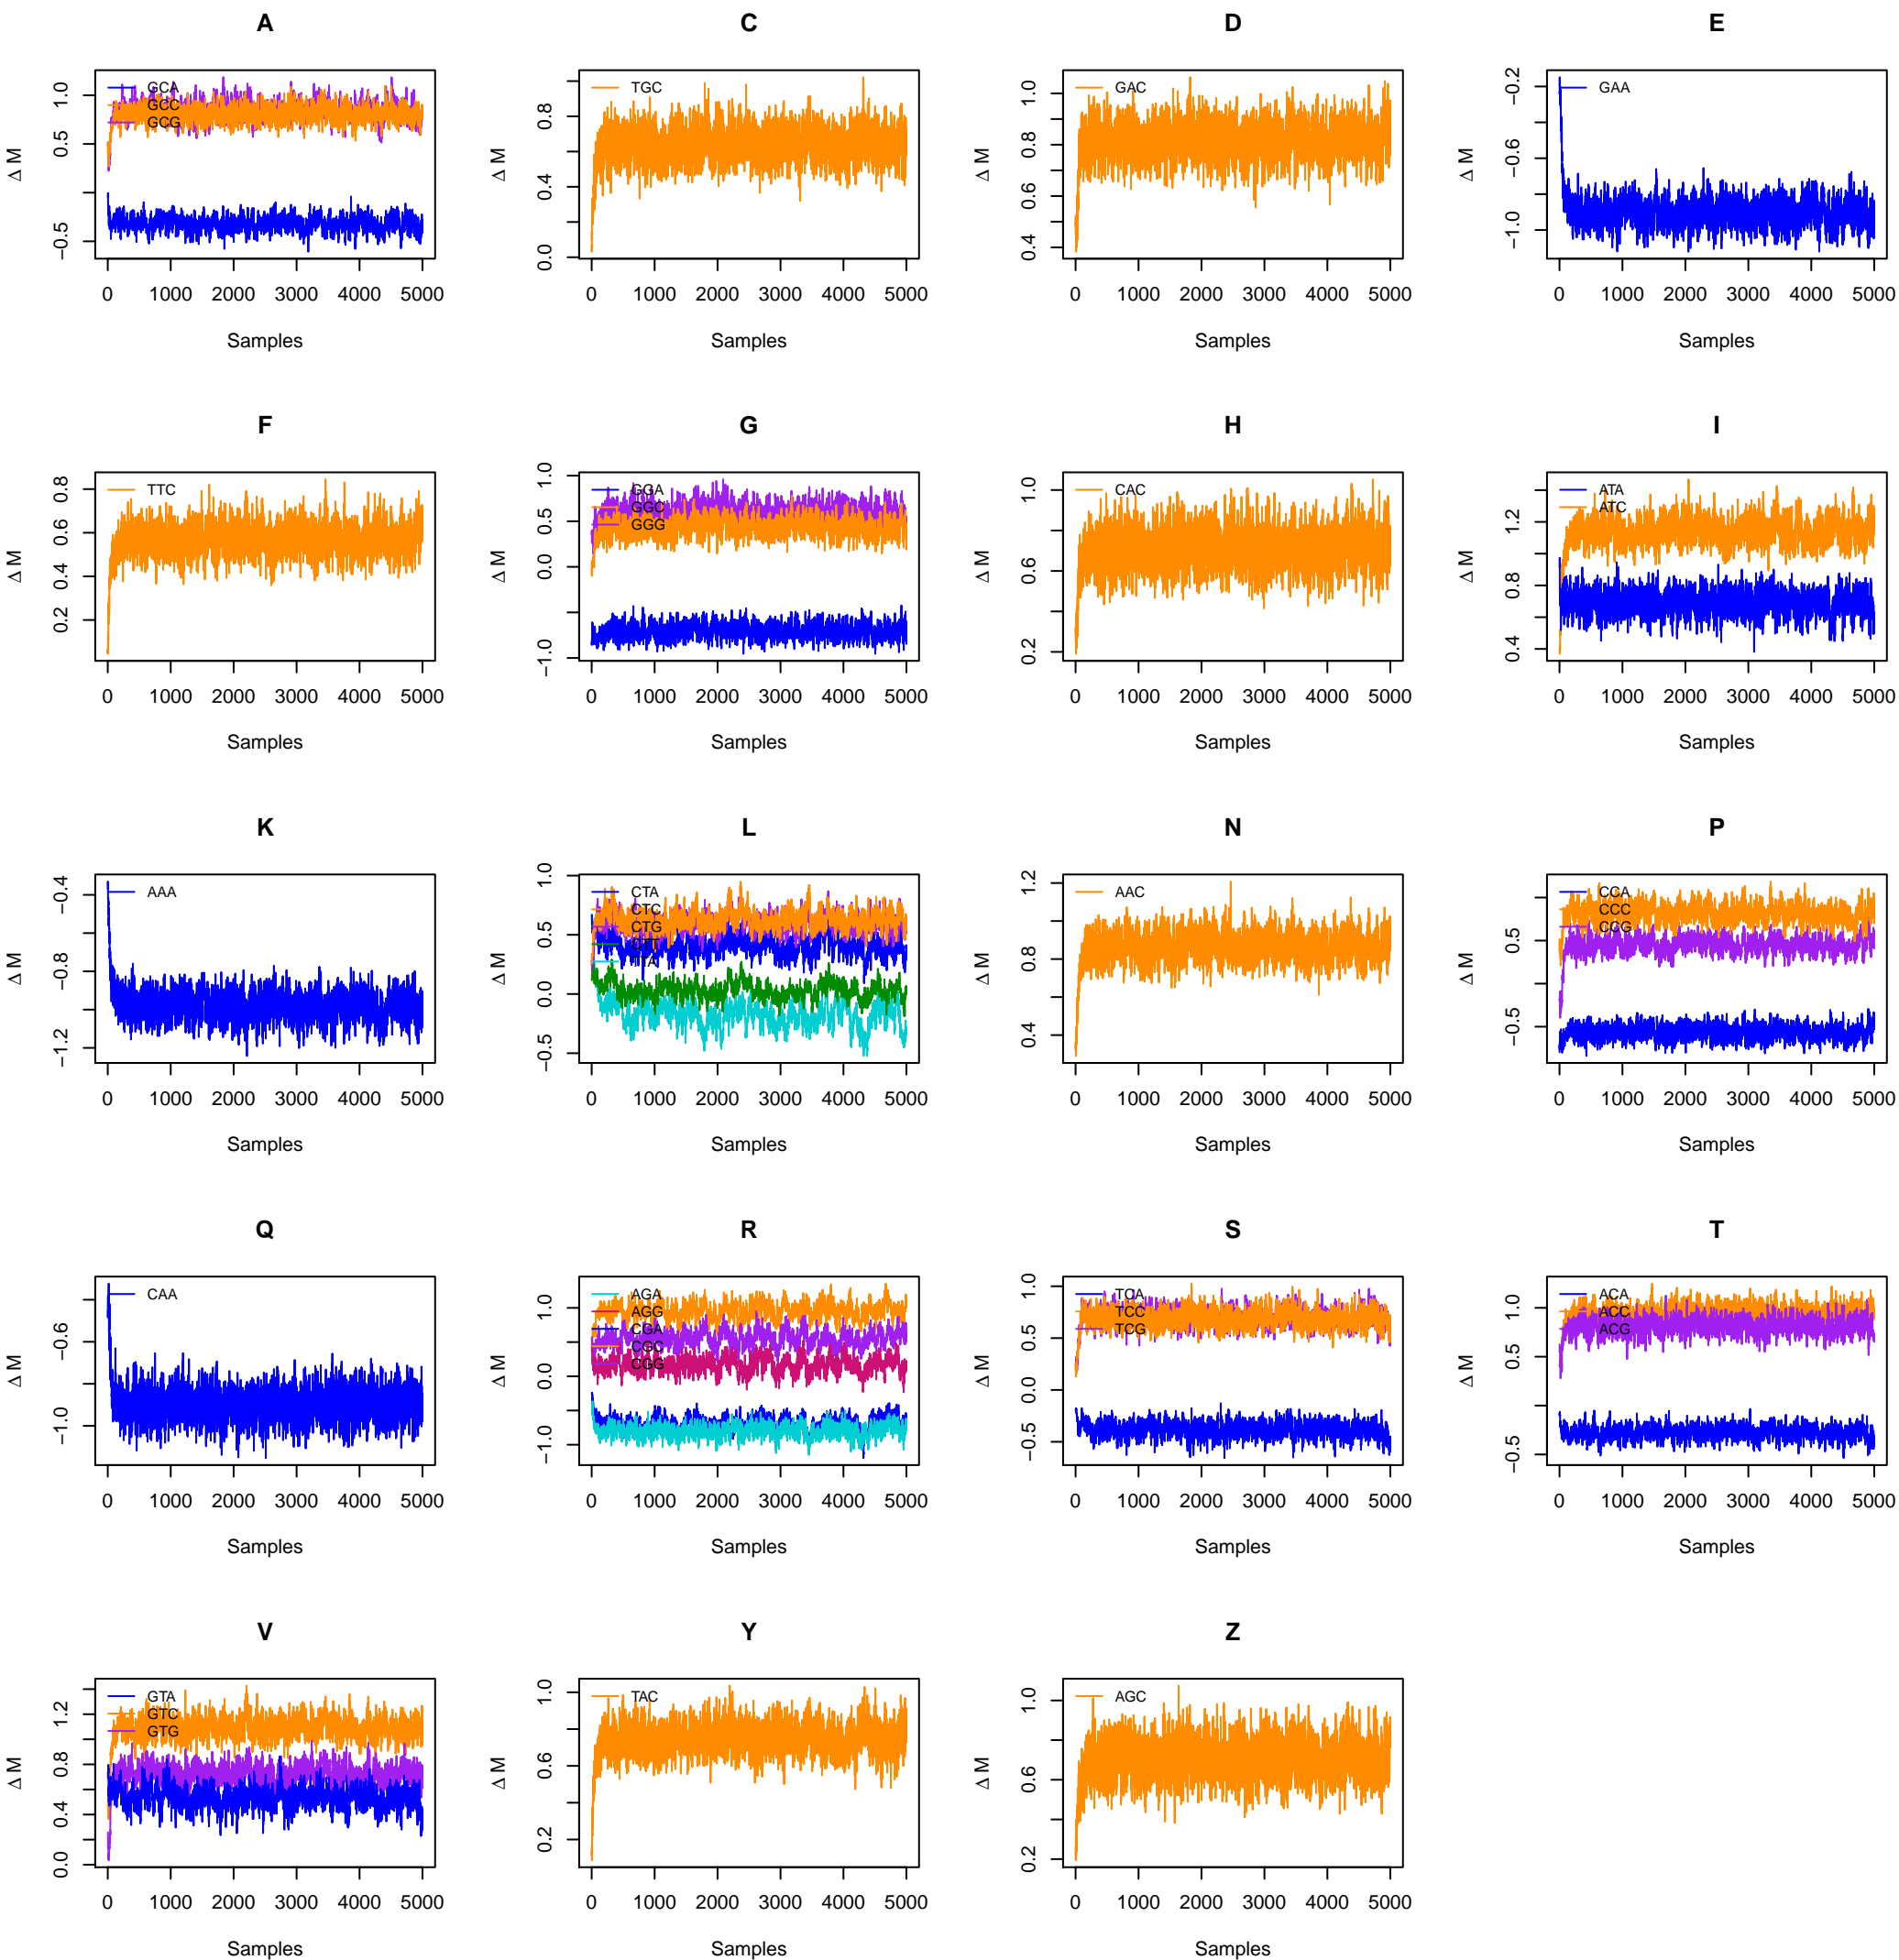 A
C
D
E
Δ M
−0.5
0.5
1.0
GCA
GCC
GCG
0 1000 2000 3000 4000 5000
Samples
Δ M
0.0
0.4
0.8
TGC
0 1000 2000 3000 4000 5000
Samples
Δ M
0.4
0.6
0.8
1.0
GAC
0 1000 2000 3000 4000 5000
Samples
Δ M
−1.0
−0.6
−0.2
GAA
0 1000 2000 3000 4000 5000
Samples
F
G
H
I
Δ M
0.2
0.4
0.6
0.8
TTC
0 1000 2000 3000 4000 5000
Samples
Δ M
−1.0
0.0
0.5
1.0
GGA
GGC
GGG
0 1000 2000 3000 4000 5000
Samples
Δ M
0.2
0.6
1.0
CAC
0 1000 2000 3000 4000 5000
Samples
Δ M
0.4
0.8
1.2
ATA
ATC
0 1000 2000 3000 4000 5000
Samples
K
L
N
P
Δ M
−1.2
−0.8
−0.4
AAA
0 1000 2000 3000 4000 5000
Samples
Δ M
−0.5
0.0
0.5
1.0
CTA
CTC
CTG
CTT
TTA
0 1000 2000 3000 4000 5000
Samples
Δ M
0.4
0.8
1.2
AAC
0 1000 2000 3000 4000 5000
Samples
Δ M
−0.5
0.5
CCA
CCC
CCG
0 1000 2000 3000 4000 5000
Samples
Q
R
S
T
Δ M
−1.0
−0.6
CAA
0 1000 2000 3000 4000 5000
Samples
Δ M
−1.0
0.0
1.0
AGA
AGG
CGA
CGC
CGG
0 1000 2000 3000 4000 5000
Samples
Δ M
−0.5
0.0
0.5
1.0
TCA
TCC
TCG
0 1000 2000 3000 4000 5000
Samples
Δ M
−0.5
0.5
1.0
ACA
ACC
ACG
0 1000 2000 3000 4000 5000
Samples
V
Y
Z
Δ M
0.0
0.4
0.8
1.2
GTA
GTC
GTG
0 1000 2000 3000 4000 5000
Samples
Δ M
0.2
0.6
1.0
TAC
0 1000 2000 3000 4000 5000
Samples
Δ M
0.2
0.6
1.0
AGC
0 1000 2000 3000 4000 5000
Samples